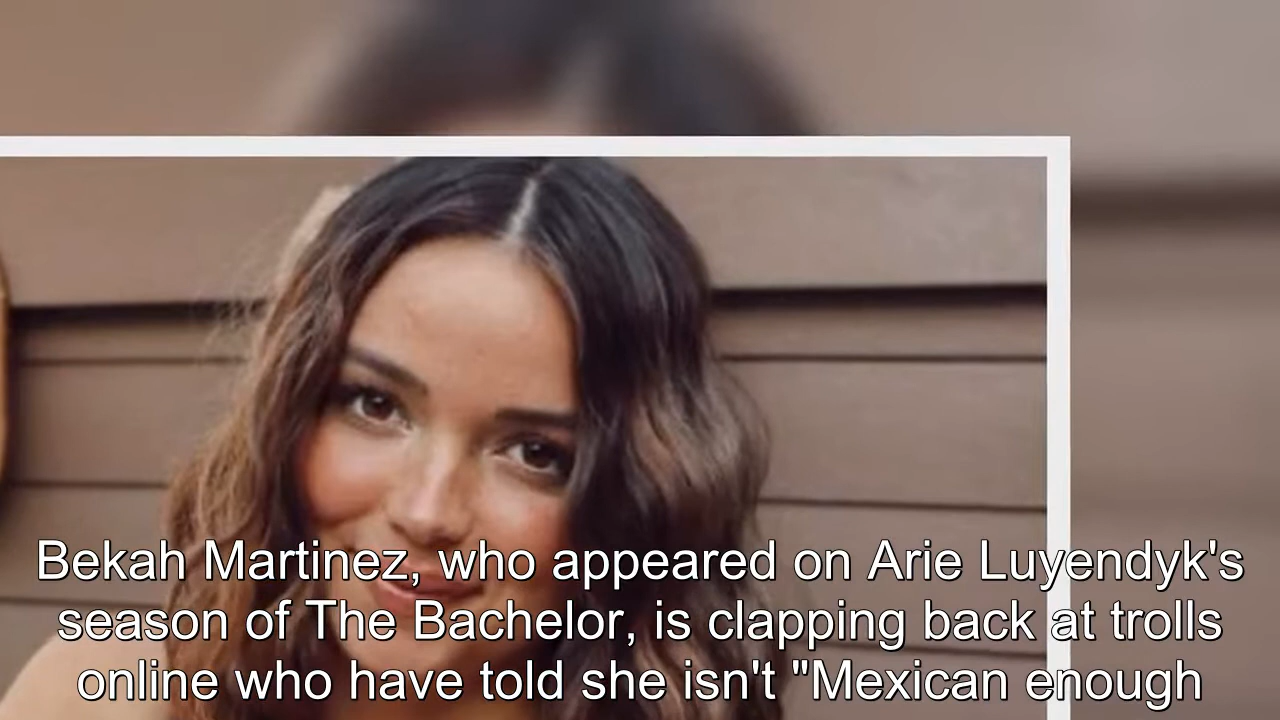 Bekah Martinez, who appeared on Arie Luyendyk's
season of The Bachelor, is clapping back at trolls
online who have told she isn't "Mexican enough